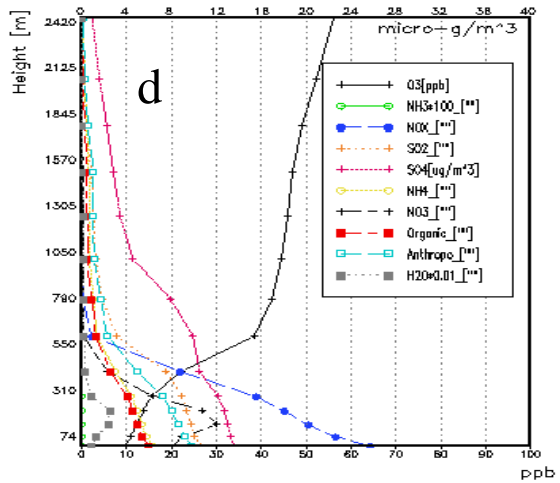 0 4 8 12 16 20 24 28 32 36 40
micro-g/m^3
Height [m]
2420
2125
1845
1570
1305
1050
790
550
310
74
d
O3[ppb]
NH3*100_[""]
NOX_[""]
SO2_[""]
SO4[ug/m^3]
NH4_[""]
NO3_[""]
Organic_[""]
Anthropo_[""]
H2O*0.01_[""]
0 10 20 30 40 50 60 70 80 90 100
ppb